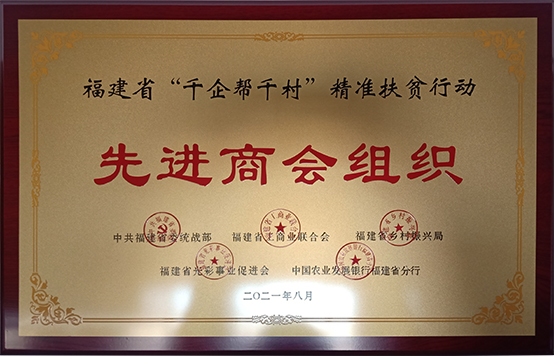 福建省“千企帮千村”精准扶贫行动
先进商会组织
中共福建省委统战部 福建省工商业联合会 福建省乡村振兴局
福建省光彩事业促进会 中国农业发展银行福建省分行
二〇二一年八月